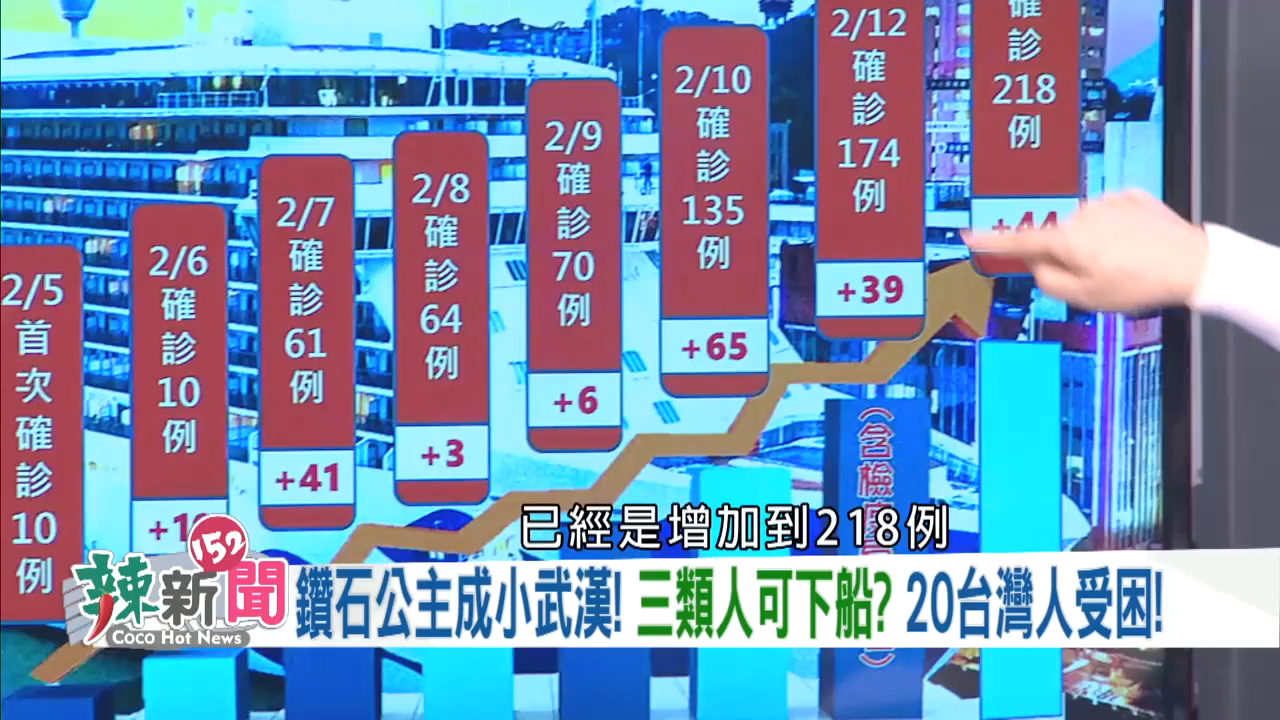 2/5
首
次
確
診
10
例
2/6
確
診
10
例
2/7
確
診
61
例
+41
2/8
確
診
64
例
+3
2/9
確
診
70
例
+6
2/10
確
診
135
例
+65
2/12
確
診
174
例
+39
確
診
218
例
+44
已經是增加到218例
152
辣新聞
Coco Hot News
鑽石公主成小武漢! 三類人可下船? 20台灣人受困!